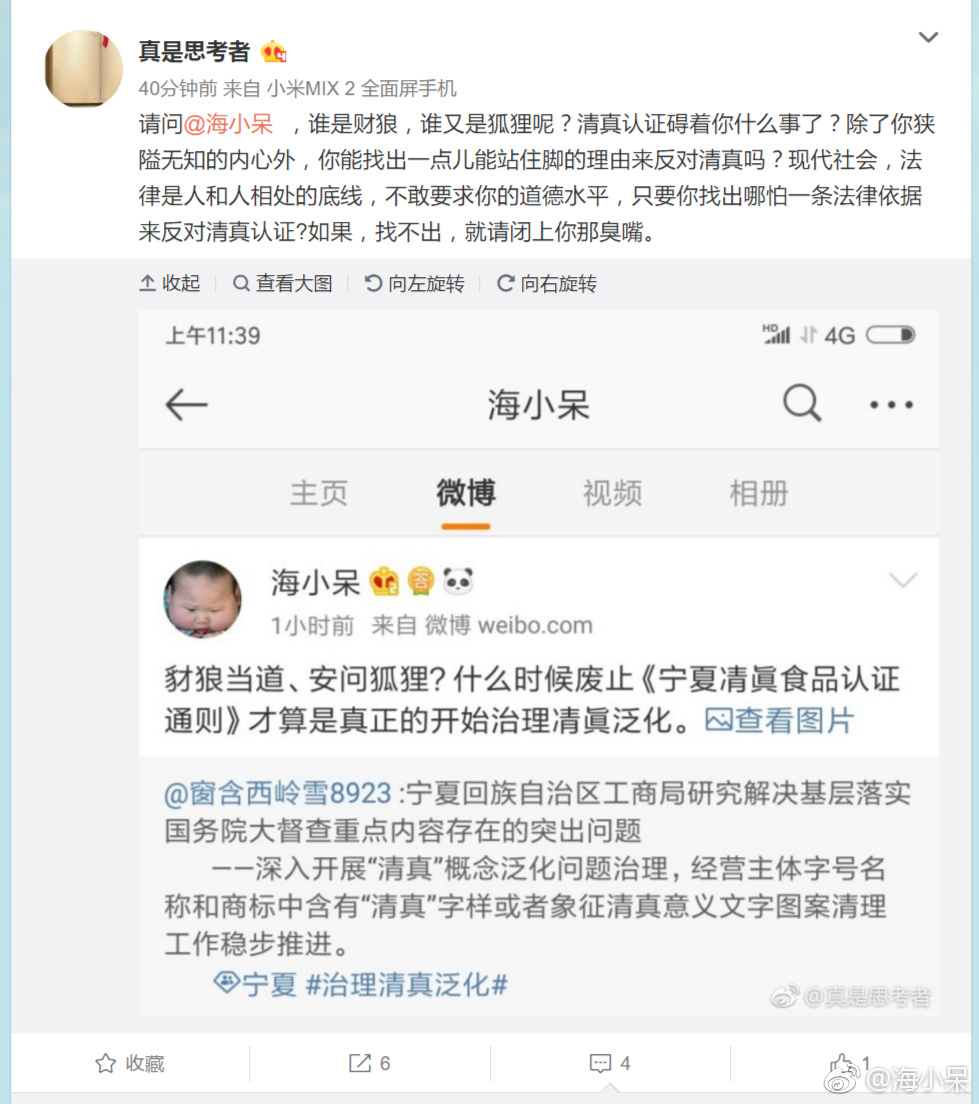 真是思考者
40分钟前 来自 小米MIX 2 全面屏手机
请问@海小呆 ，谁是财狼，谁又是狐狸呢？清真认证碍着你什么事了？除了你狭
隘无知的内心外，你能找出一点儿能站住脚的理由来反对清真吗？现代社会，法
律是人和人相处的底线，不敢要求你的道德水平，只要你找出哪怕一条法律依据
来反对清真认证?如果，找不出，就请闭上你那臭嘴。
收起 查看大图 向左旋转 向右旋转
上午11:39 HD 4G
海小呆
主页 微博 视频 相册
海小呆 答
1小时前 来自 微博 weibo.com
豺狼当道、安问狐狸？什么时候废止《宁夏凊眞食品认证
通则》才算是真正的开始治理凊眞泛化。查看图片
@窗含西岭雪8923 :宁夏回族自治区工商局研究解决基层落实
国务院大督查重点内容存在的突出问题
——深入开展“清真”概念泛化问题治理，经营主体字号名
称和商标中含有“清真”字样或者象征清真意义文字图案清理
工作稳步推进。
宁夏 #治理清真泛化#
@真是思考者
收藏 6 4 1
@海小呆